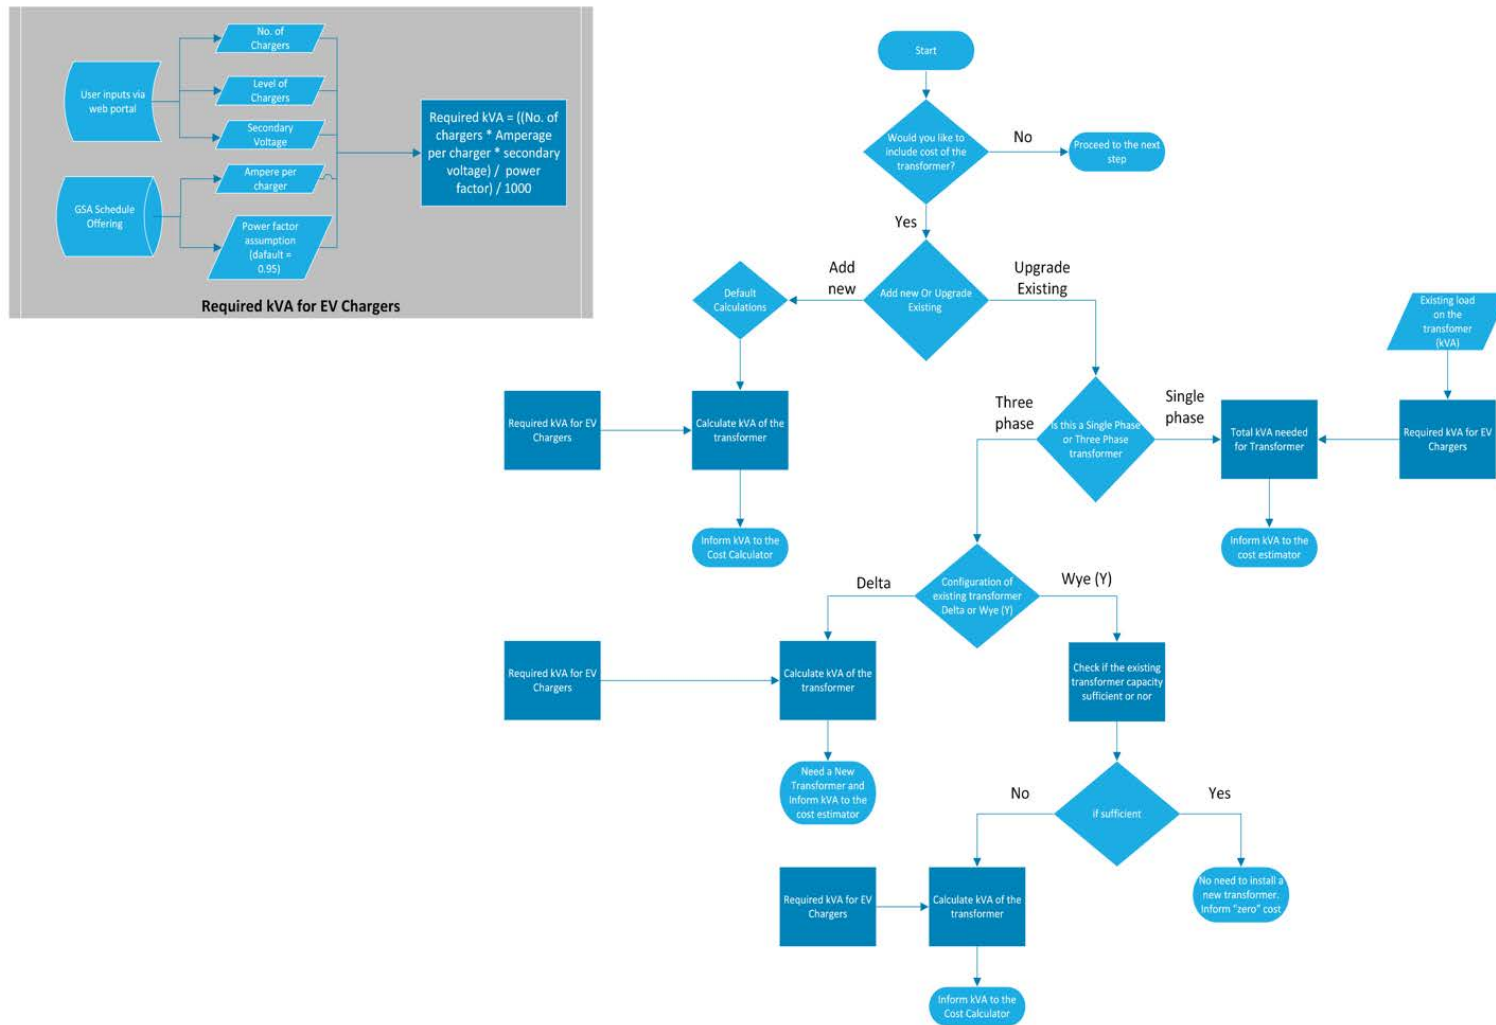 No. of
Chargers
User inputs via
web portal
Level of
Chargers
Secondary
Voltage
Ampere per
charger
GSA Schedule
Offering
Power factor
assumption
(dafault =
0.95)
Required kVA = ((No. of
chargers * Amperage
per charger * secondary
voltage) / power
factor) / 1000
Required kVA for EV Chargers
Start
Would you like to
include cost of the
transformer?
No
Proceed to the next
step
Yes
Add new Or Upgrade
Existing
Add
new
Upgrade
Existing
Default
Calculations
Required kVA for EV
Chargers
Calculate kVA of the
transformer
Inform kVA to the
Cost Calculator
Is this a Single Phase
or Three Phase
transformer
Three
phase
Single
phase
Existing load
on the
transfomer
(kVA)
Total kVA needed
for Transformer
Required kVA for EV
Chargers
Inform kVA to the
cost estimator
Configuration of
existing transformer
Delta or Wye (Y)
Delta
Wye (Y)
Required kVA for EV
Chargers
Calculate kVA of the
transformer
Need a New
Transformer and
Inform kVA to the
cost estimator
Check if the existing
transformer capacity
sufficient or nor
if sufficient
No
Yes
Required kVA for EV
Chargers
Calculate kVA of the
transformer
Inform kVA to the
Cost Calculator
No need to install a
new transformer.
Inform "zero" cost